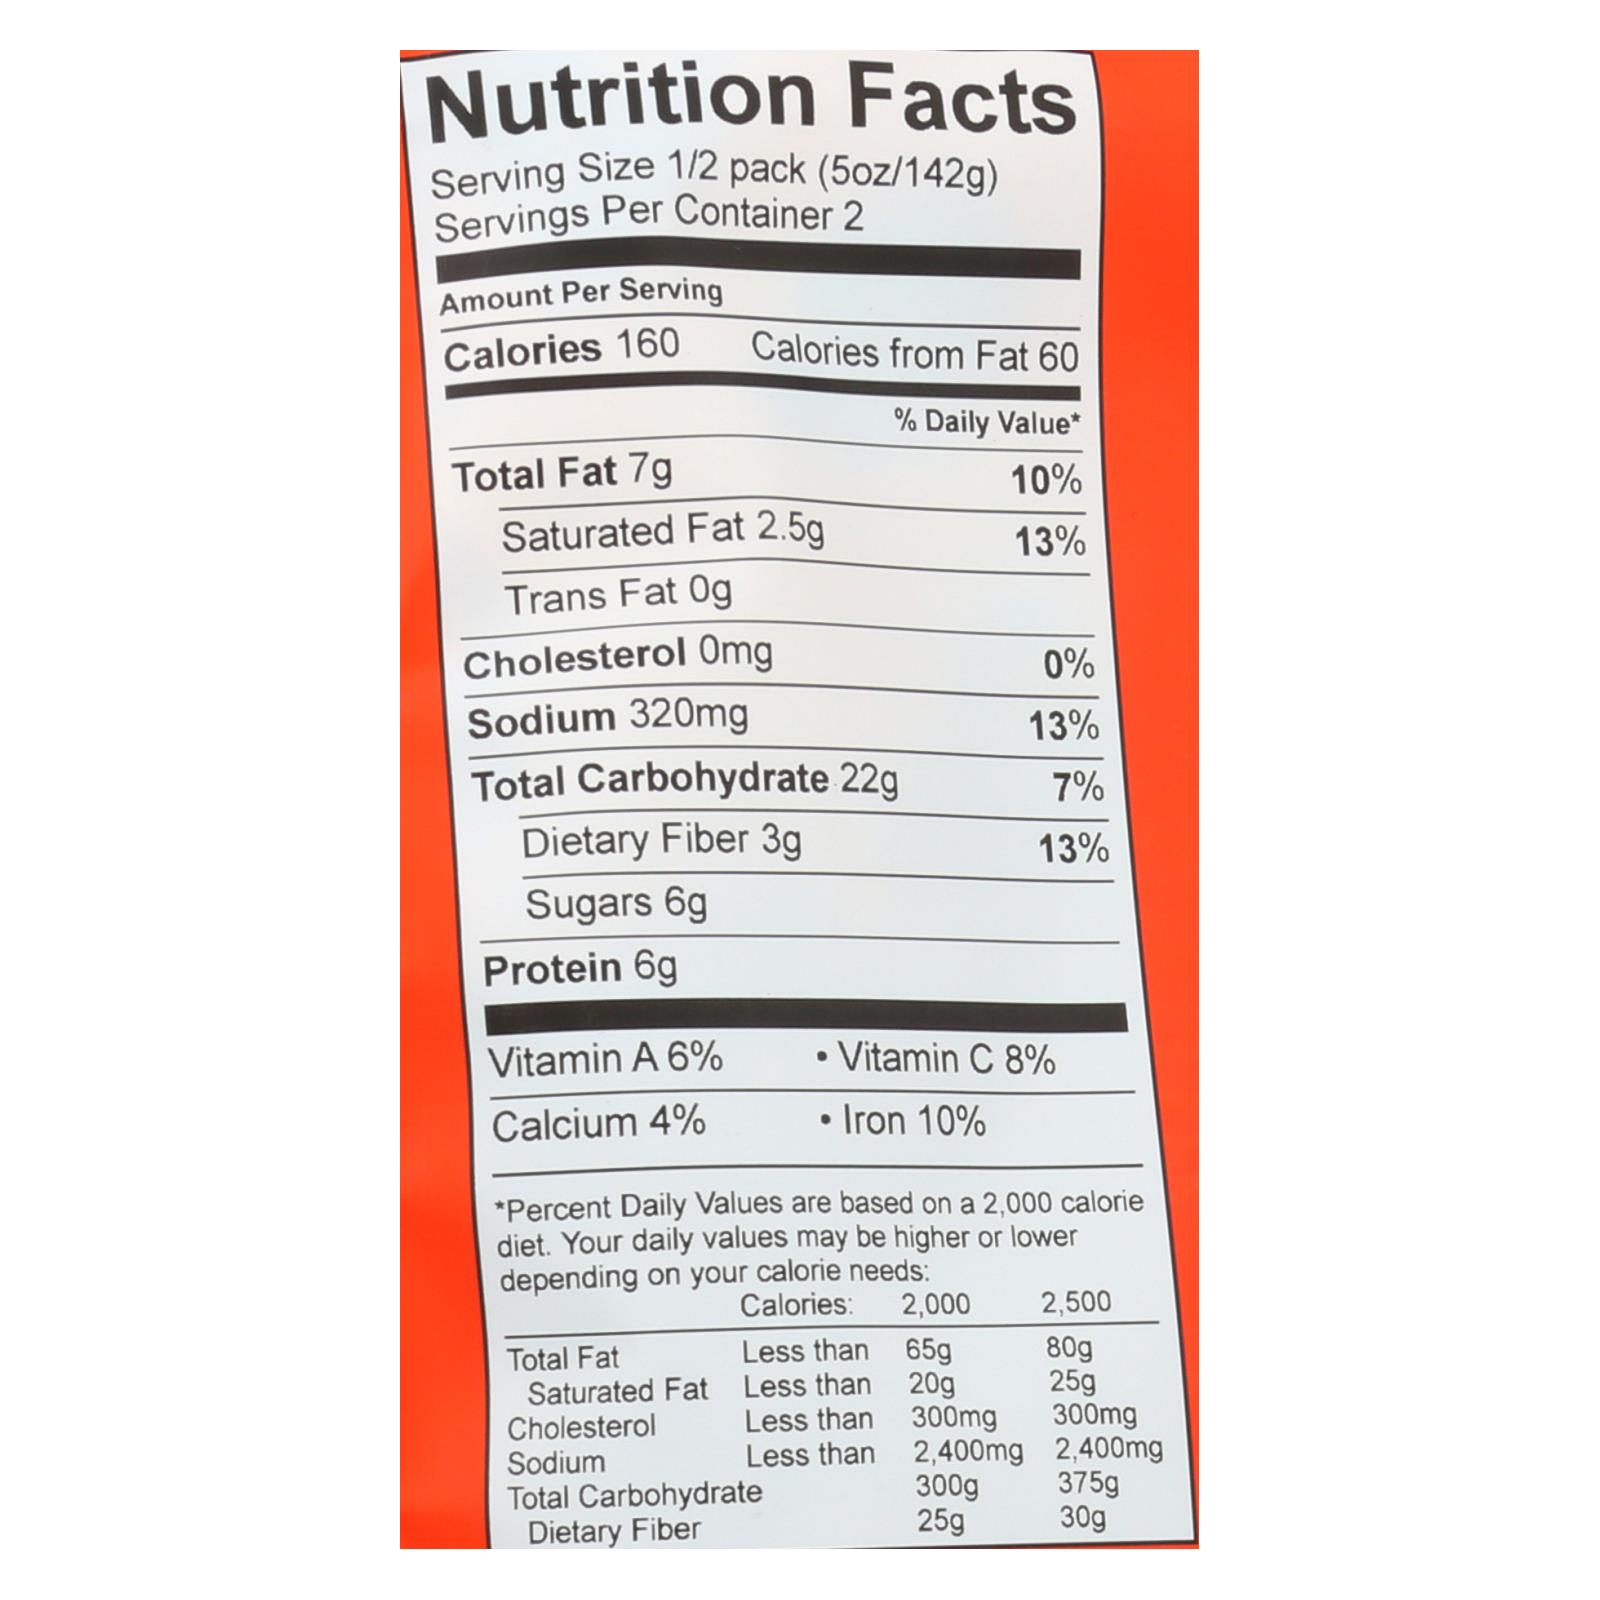 Nutrition Facts
Serving Size 1/2 pack (5oz/142g)
Servings Per Container 2
Amount Per Serving
Calories 160 Calories from Fat 60
% Daily Value*
Total Fat 7g 10%
Saturated Fat 2.5g 13%
Trans Fat 0g
Cholesterol 0mg 0%
Sodium 320mg 13%
Total Carbohydrate 22g 7%
Dietary Fiber 3g 13%
Sugars 6g
Protein 6g
Vitamin A 6% • Vitamin C 8%
Calcium 4% • Iron 10%
*Percent Daily Values are based on a 2,000 calorie
diet. Your daily values may be higher or lower
depending on your calorie needs:
Calories: 2,000 2,500
Total Fat Less than 65g 80g
Saturated Fat Less than 20g 25g
Cholesterol Less than 300mg 300mg
Sodium Less than 2,400mg 2,400mg
Total Carbohydrate 300g 375g
Dietary Fiber 25g 30g